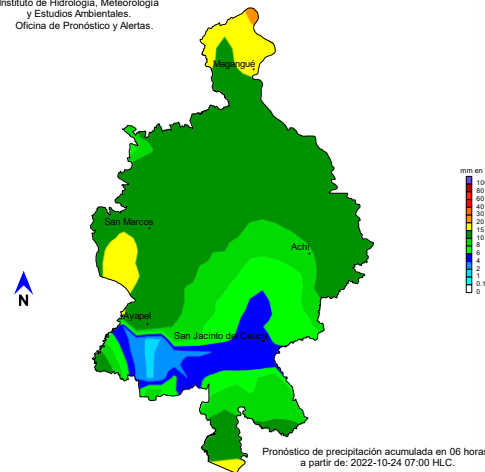 Instituto de Hidrología, Meteorología
y Estudios Ambientales.
Oficina de Pronóstico y Alertas.
Magangué
San Marcos
Achí
Ayapel
San Jacinto del Cauca
N
mm en
100
80
60
40
30
20
15
10
8
6
4
2
1
0.1
0
Pronóstico de precipitación acumulada en 06 horas
a partir de: 2022-10-24 07:00 HLC.